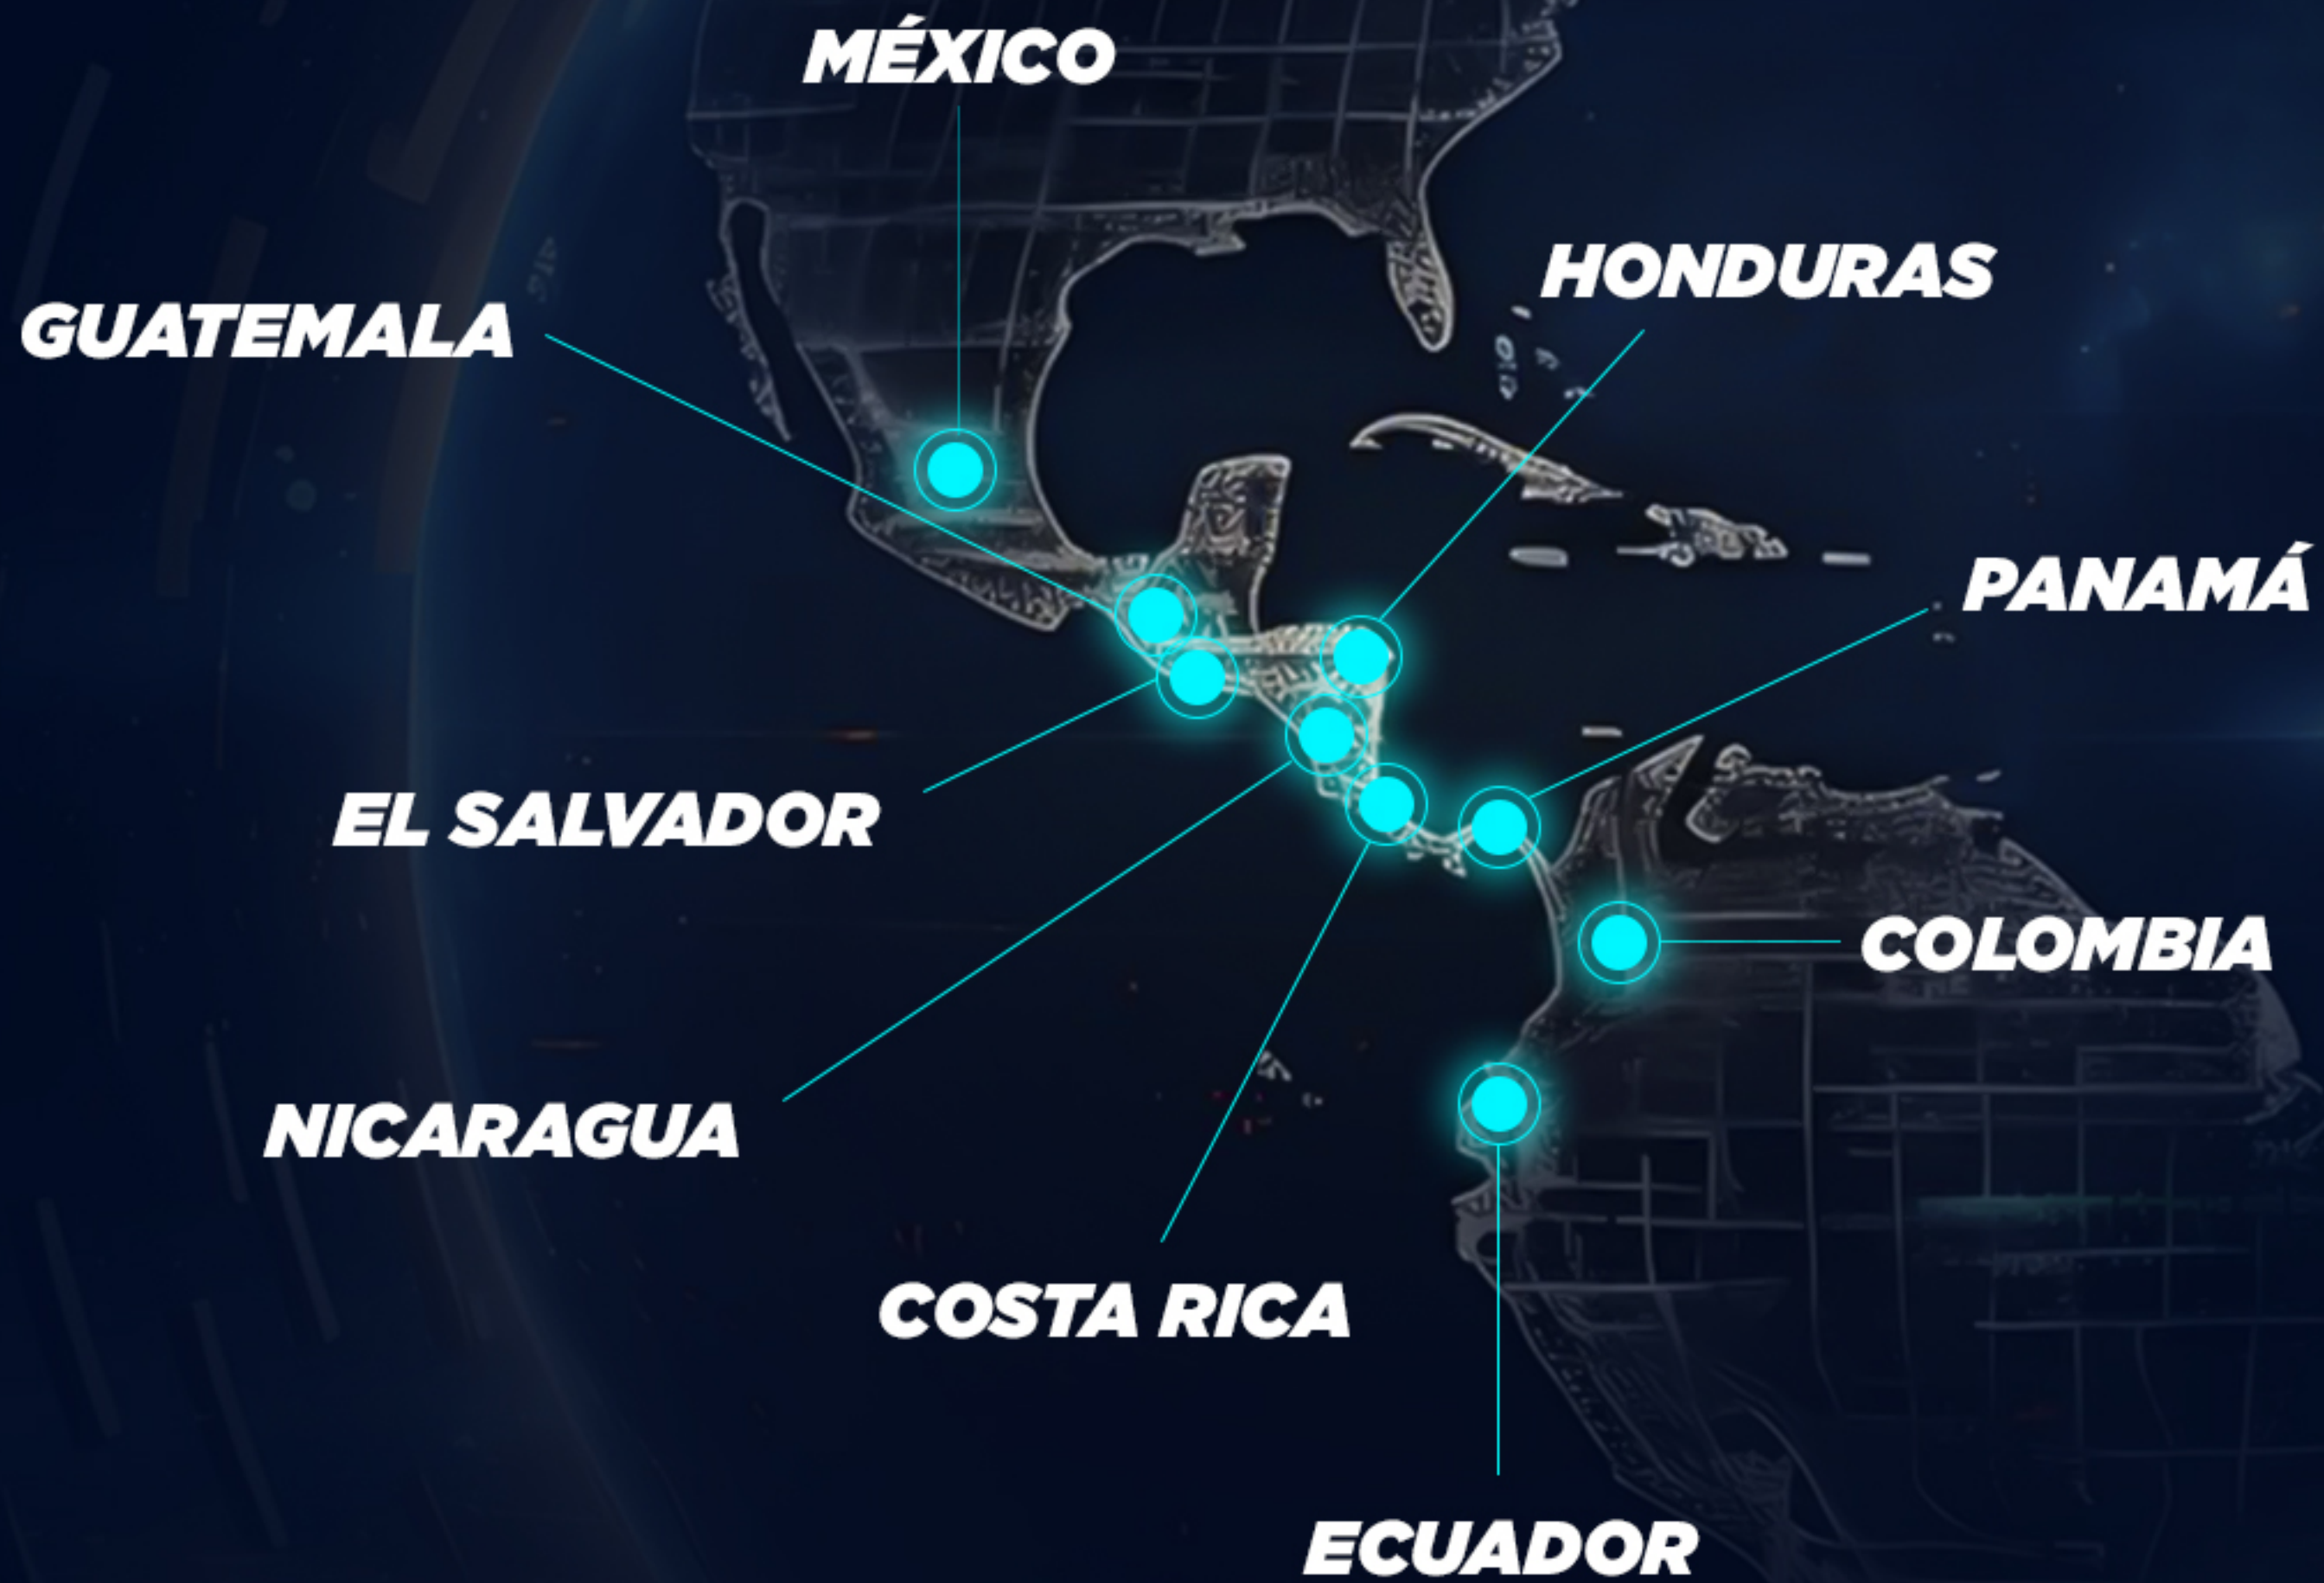 MÉXICO
HONDURAS
GUATEMALA
PANAMÁ
EL SALVADOR
COLOMBIA
NICARAGUA
COSTA RICA
ECUADOR